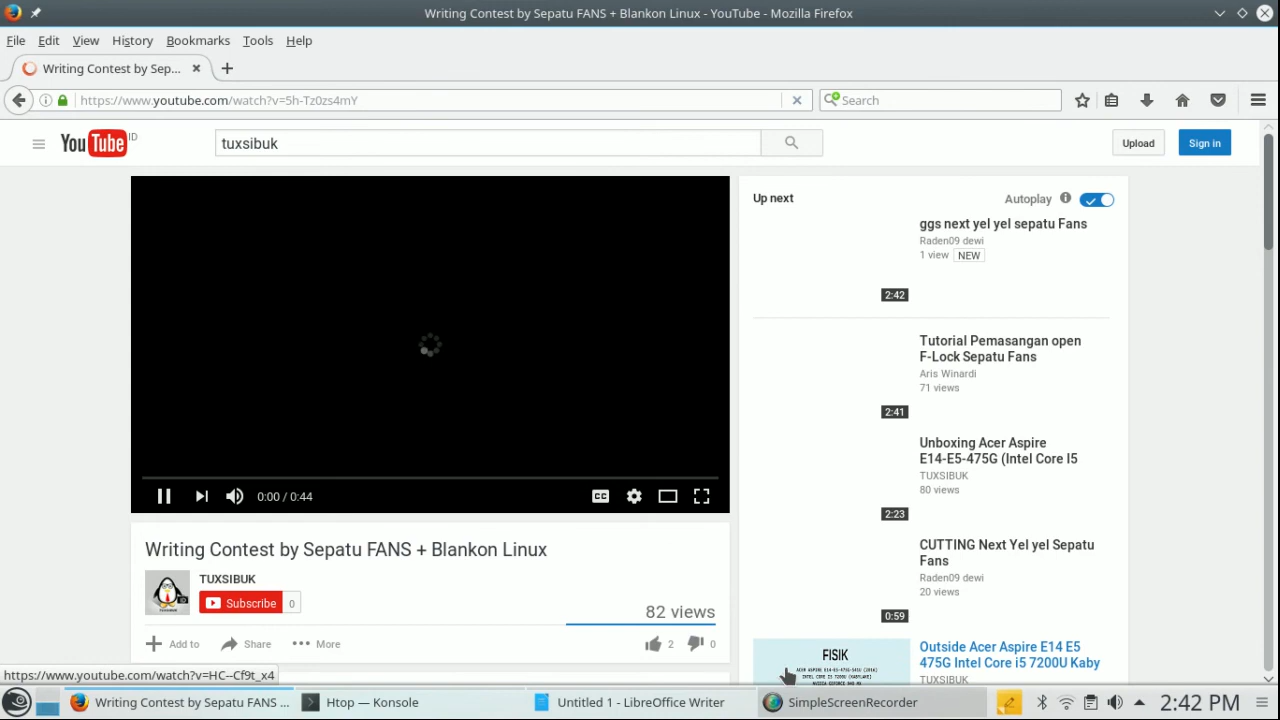 Writing Contest by Sepatu FANS + Blankon Linux - YouTube - Mozilla Firefox
File Edit View History Bookmarks Tools Help
Writing Contest by Sep...
https://www.youtube.com/watch?v=5h-Tz0zs4mY
Search
YouTube ID
tuxsibuk
Upload
Sign in
Up next
Autoplay
ggs next yel yel sepatu Fans
Raden09 dewi
1 view NEW
2:42
Tutorial Pemasangan open
F-Lock Sepatu Fans
Aris Winardi
71 views
2:41
Unboxing Acer Aspire
E14-E5-475G (Intel Core I5
TUXSIBUK
80 views
2:23
CUTTING Next Yel yel Sepatu
Fans
Raden09 dewi
20 views
0:59
FISIK
Outside Acer Aspire E14 E5
475G Intel Core i5 7200U Kaby
TUXSIBUK
0:00 / 0:44
CC
Writing Contest by Sepatu FANS + Blankon Linux
TUXSIBUK
Subscribe 0
82 views
Add to
Share
More
2
0
https://www.youtube.com/watch?v=HC--Cf9t_x4
Writing Contest by Sepatu FANS ...
Htop — Konsole
Untitled 1 - LibreOffice Writer
SimpleScreenRecorder
2:42 PM